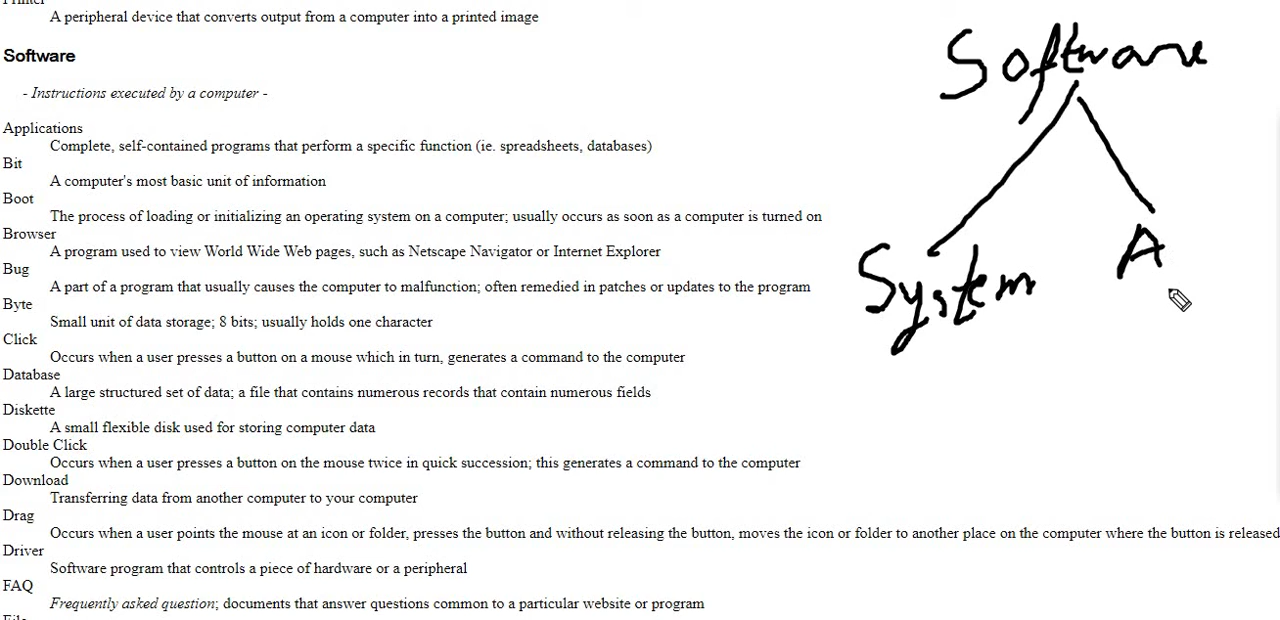 Printer
A peripheral device that converts output from a computer into a printed image
Software
- Instructions executed by a computer -
Applications
Complete, self-contained programs that perform a specific function (ie. spreadsheets, databases)
Bit
A computer's most basic unit of information
Boot
The process of loading or initializing an operating system on a computer; usually occurs as soon as a computer is turned on
Browser
A program used to view World Wide Web pages, such as Netscape Navigator or Internet Explorer
Bug
A part of a program that usually causes the computer to malfunction; often remedied in patches or updates to the program
Byte
Small unit of data storage; 8 bits; usually holds one character
Click
Occurs when a user presses a button on a mouse which in turn, generates a command to the computer
Database
A large structured set of data; a file that contains numerous records that contain numerous fields
Diskette
A small flexible disk used for storing computer data
Double Click
Occurs when a user presses a button on the mouse twice in quick succession; this generates a command to the computer
Download
Transferring data from another computer to your computer
Drag
Occurs when a user points the mouse at an icon or folder, presses the button and without releasing the button, moves the icon or folder to another place on the computer where the button is released
Driver
Software program that controls a piece of hardware or a peripheral
FAQ
Frequently asked question; documents that answer questions common to a particular website or program
Software
System
A